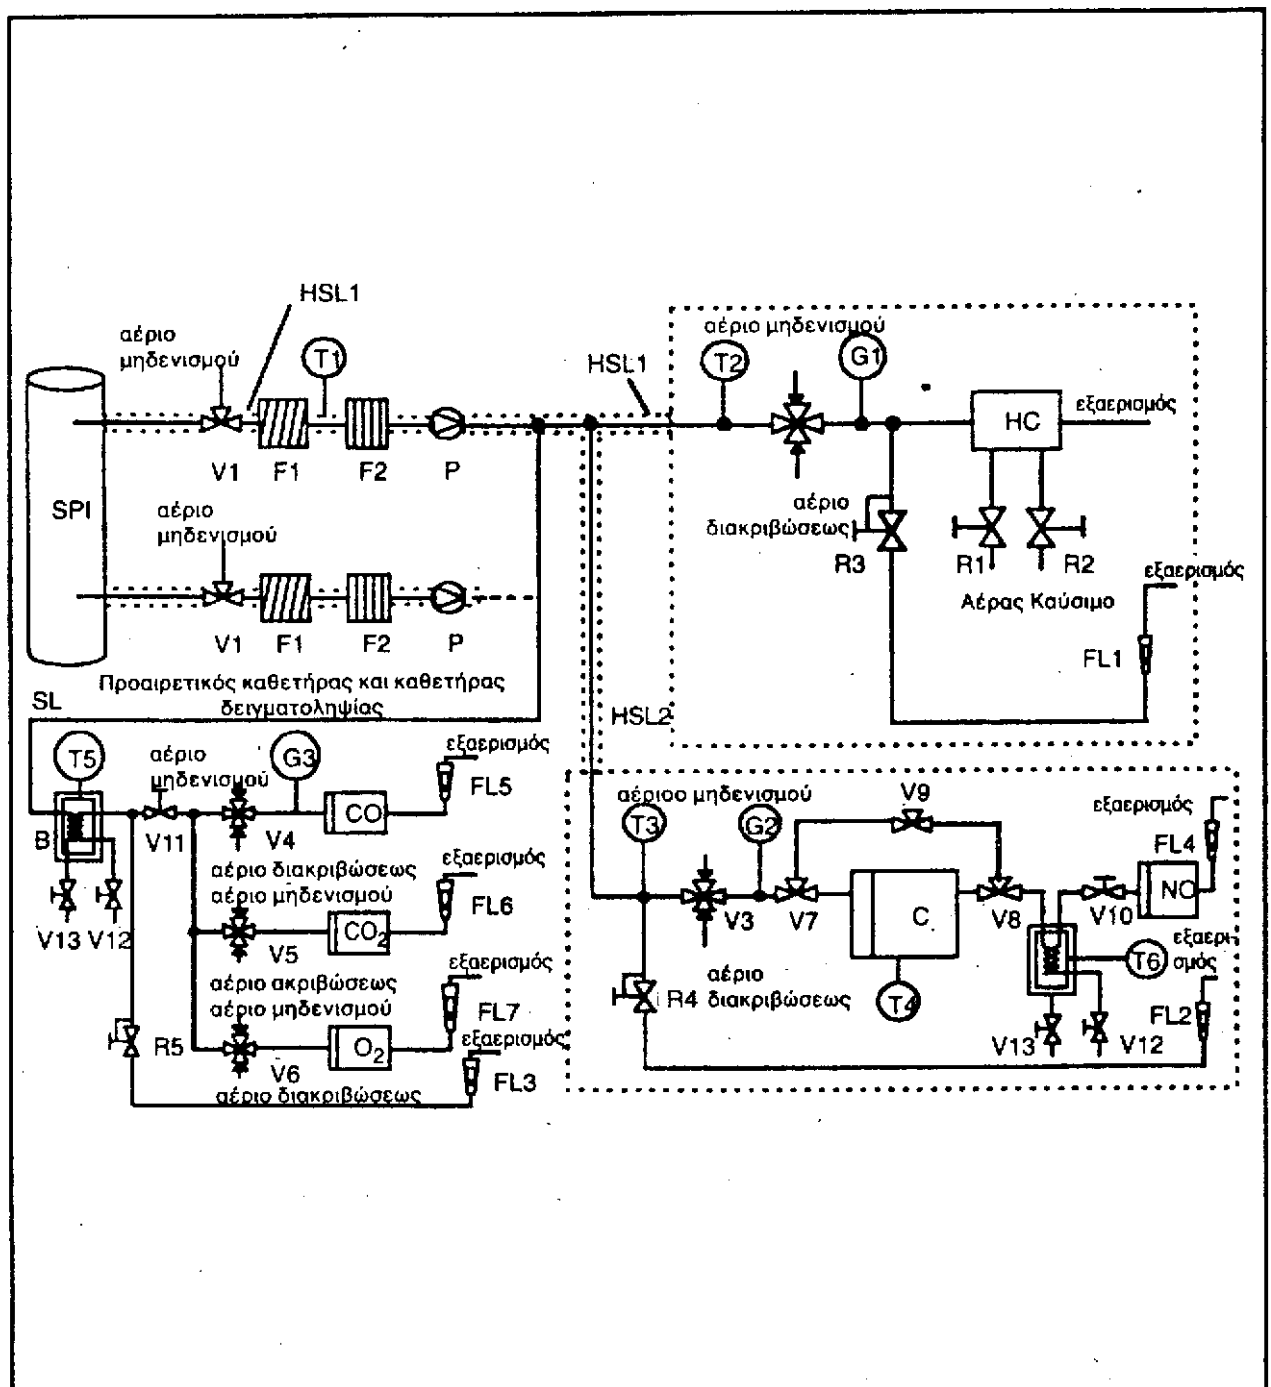 HSL1
αέριο
μηδενισμού
T1
V1
F1
F2
P
SPI
αέριο
μηδενισμού
V1
F1
F2
P
Προαιρετικός καθετήρας και καθετήρας
δειγματοληψίας
HSL1
αέριο μηδενισμού
T2
G1
HC
εξαερισμός
αέριο
διακριβώσεως
R3
R1
R2
Αέρας Καύσιμο
εξαερισμός
FL1
HSL2
SL
T5
αέριο
μηδενισμού
G3
εξαερισμός
CO
FL5
B
V11
V4
αέριο διακριβώσεως
αέριο μηδενισμού
εξαερισμός
FL6
CO2
V13
V12
V5
αέριο ακριβώσεως
αέριο μηδενισμού
εξαερισμός
FL7
O2
εξαερισμός
R5
V6
FL3
αέριο διακριβώσεως
αέριοο μηδενισμού
V9
T3
G2
εξαερισμός
FL4
V3
V7
C
V8
V10
NO
αέριο
διακριβώσεως
R4
T4
T6
εξαερι-
σμός
FL2
V13
V12